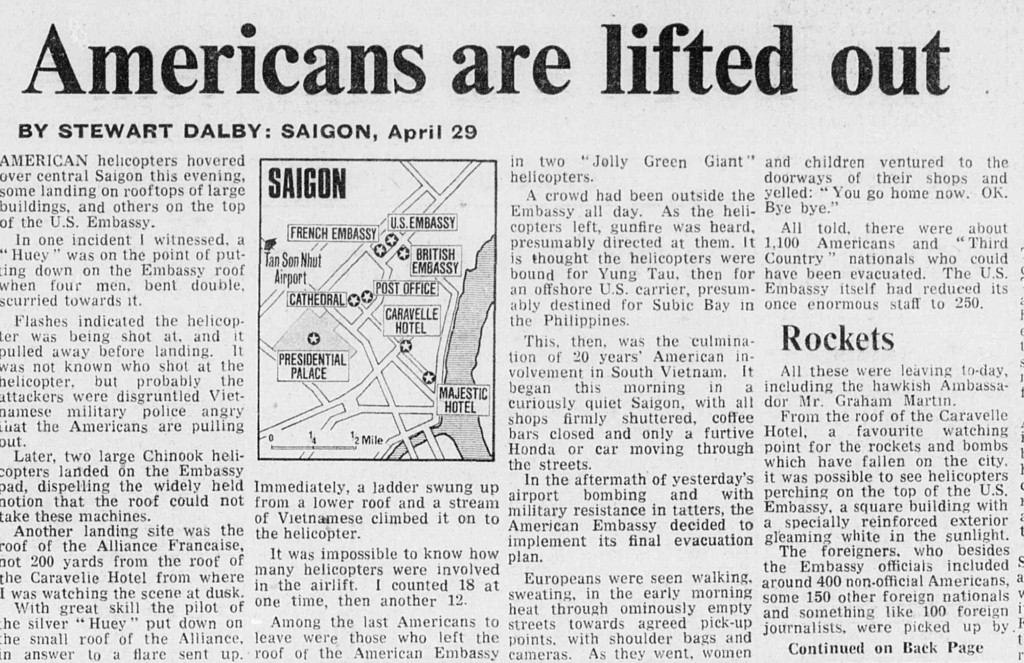 Americans are lifted out
BY STEWART DALBY: SAIGON, April 29
AMERICAN helicopters hovered
over central Saigon this evening,
some landing on rooftops of large
buildings, and others on the top
of the U.S. Embassy.
In one incident I witnessed, a
"Huey" was on the point of put-
ting down on the Embassy roof
when four men, bent double,
scurried towards it.
Flashes indicated the helicop-
ter was being shot at, and it
pulled away before landing. It
was not known who shot at the
helicopter, but probably the
attackers were disgruntled Viet-
namese military police angry
that the Americans are pulling
out.
Later, two large Chinook heli-
copters landed on the Embassy
pad, dispelling the widely held
notion that the roof could not
take these machines.
Another landing site was the
roof of the Alliance Francaise,
not 200 yards from the roof of
the Caravelle Hotel from where
I was watching the scene at dusk.
With great skill the pilot of
the silver "Huey" put down on
the small roof of the Alliance,
in answer to a flare sent up.
SAIGON
U.S. EMBASSY
FRENCH EMBASSY
BRITISH
EMBASSY
Tan Son Nhut
Airport
POST OFFICE
CATHEDRAL
CARAVELLE
HOTEL
PRESIDENTIAL
PALACE
MAJESTIC
HOTEL
0 ¼ ½ Mile
Immediately, a ladder swung up
from a lower roof and a stream
of Vietnamese climbed it on to
the helicopter.
It was impossible to know how
many helicopters were involved
in the airlift. I counted 18 at
one time, then another 12.
Among the last Americans to
leave were those who left the
roof of the American Embassy
in two "Jolly Green Giant"
helicopters.
A crowd had been outside the
Embassy all day. As the heli-
copters left, gunfire was heard,
presumably directed at them. It
is thought the helicopters were
bound for Yung Tau, then for
an offshore U.S. carrier, presum-
ably destined for Subic Bay in
the Philippines.
This, then, was the culmina-
tion of 20 years' American in-
volvement in South Vietnam. It
began this morning in a
curiously quiet Saigon, with all
shops firmly shuttered, coffee
bars closed and only a furtive
Honda or car moving through
the streets.
In the aftermath of yesterday's
airport bombing and with
military resistance in tatters, the
American Embassy decided to
implement its final evacuation
plan.
Europeans were seen walking,
sweating, in the early morning
heat through ominously empty
streets towards agreed pick-up
points, with shoulder bags and
cameras. As they went, women
and children ventured to the
doorways of their shops and
yelled: "You go home now. OK.
Bye bye."
All told, there were about
1,100 Americans and "Third
Country" nationals who could
have been evacuated. The U.S.
Embassy itself had reduced its
once enormous staff to 250.
Rockets
All these were leaving to-day,
including the hawkish Ambassa-
dor Mr. Graham Martin.
From the roof of the Caravelle
Hotel, a favourite watching
point for the rockets and bombs
which have fallen on the city,
it was possible to see helicopters
perching on the top of the U.S.
Embassy, a square building with
a specially reinforced exterior
gleaming white in the sunlight.
The foreigners, who besides
the Embassy officials included
around 400 non-official Americans,
some 150 other foreign nationals
and something like 100 foreign
journalists, were picked up by
Continued on Back Page